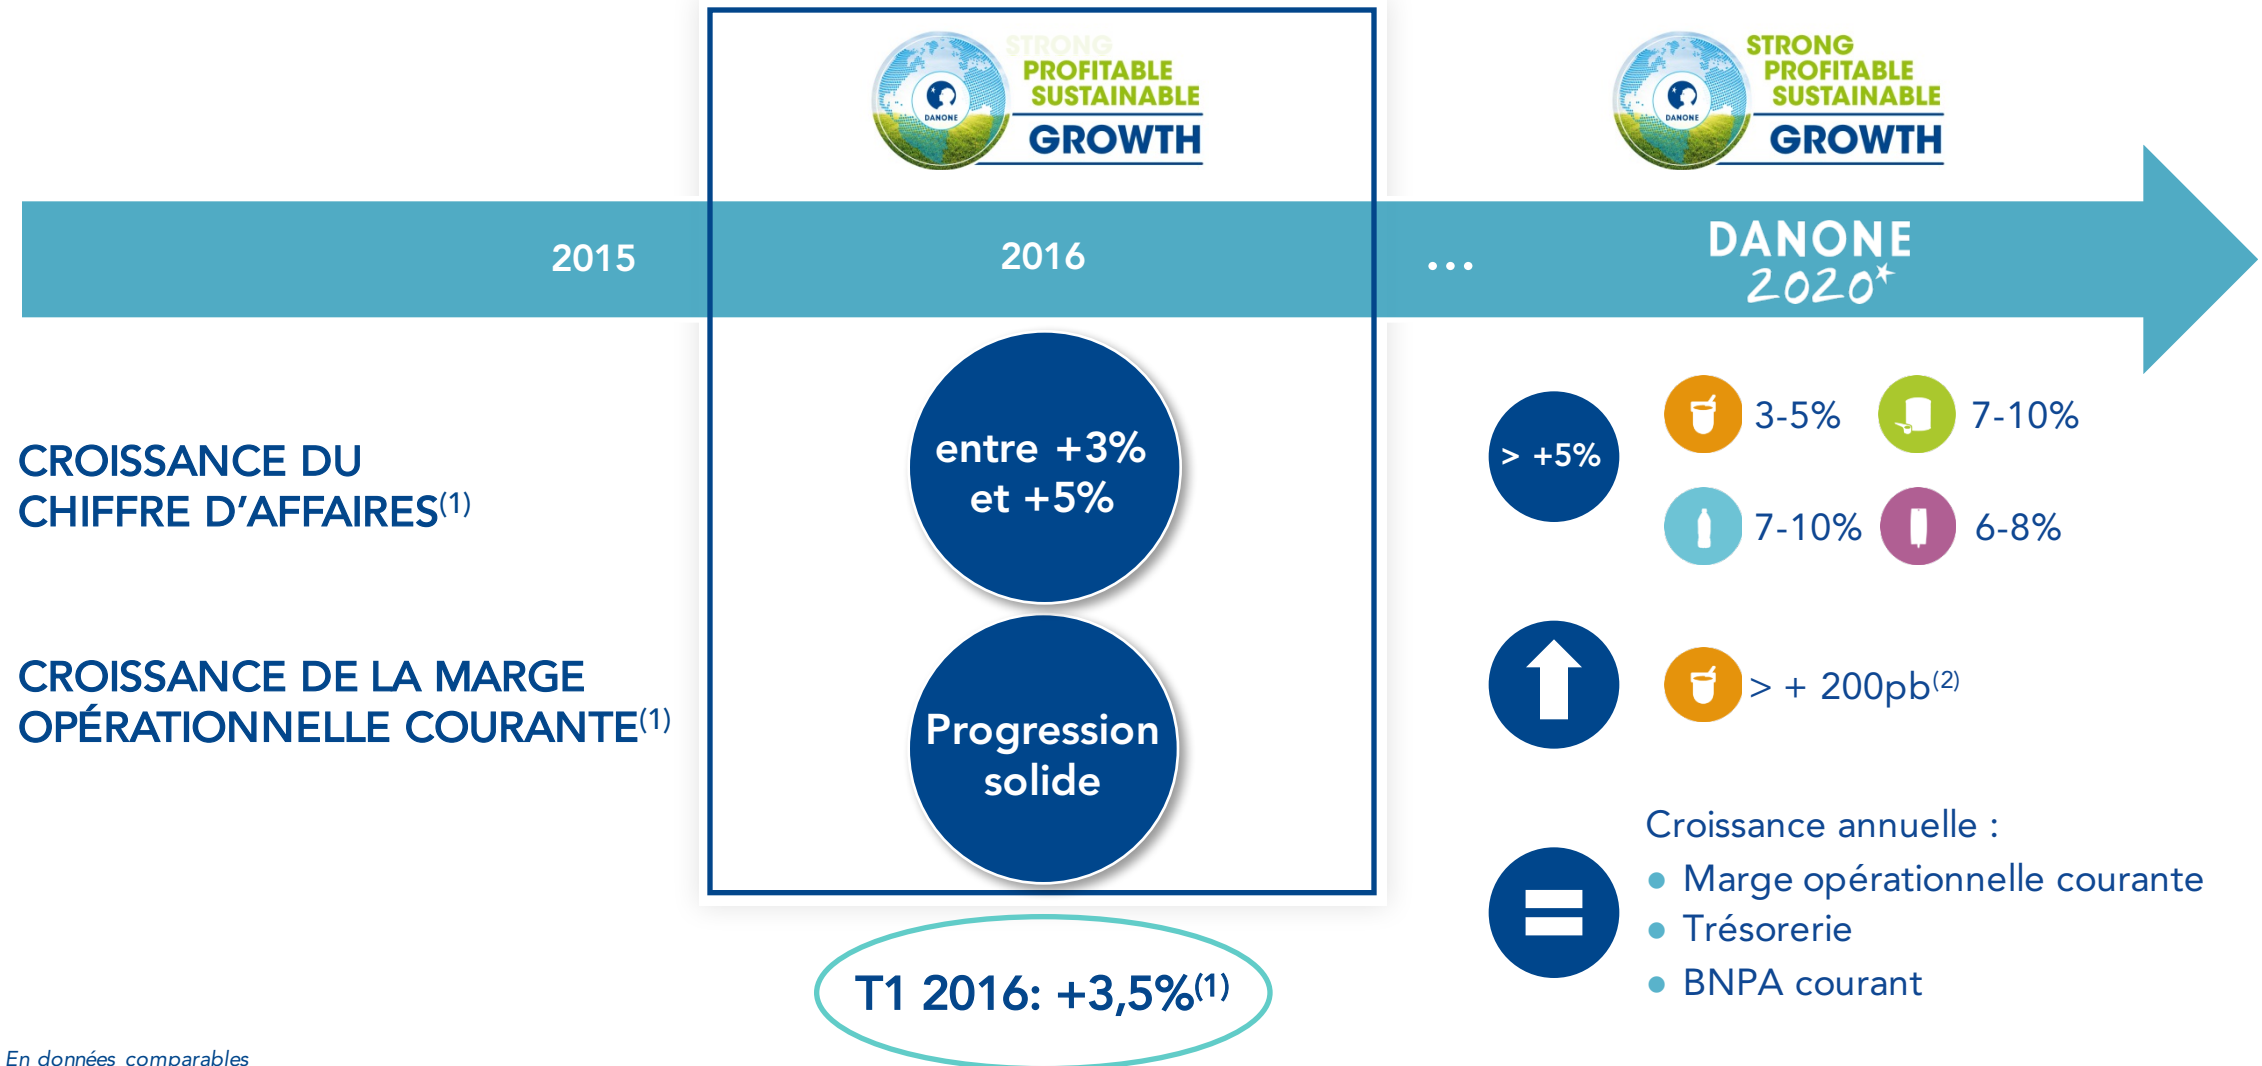 STRONG
PROFITABLE
SUSTAINABLE
GROWTH
DANONE
STRONG
PROFITABLE
SUSTAINABLE
GROWTH
DANONE
2015
2016
...
DANONE
2020*
CROISSANCE DU
CHIFFRE D'AFFAIRES(1)
entre +3%
et +5%
> +5%
3-5%
7-10%
7-10%
6-8%
CROISSANCE DE LA MARGE
OPÉRATIONNELLE COURANTE(1)
Progression
solide
> + 200pb(2)
Croissance annuelle :
• Marge opérationnelle courante
• Trésorerie
• BNPA courant
T1 2016: +3,5%(1)
En données comparables